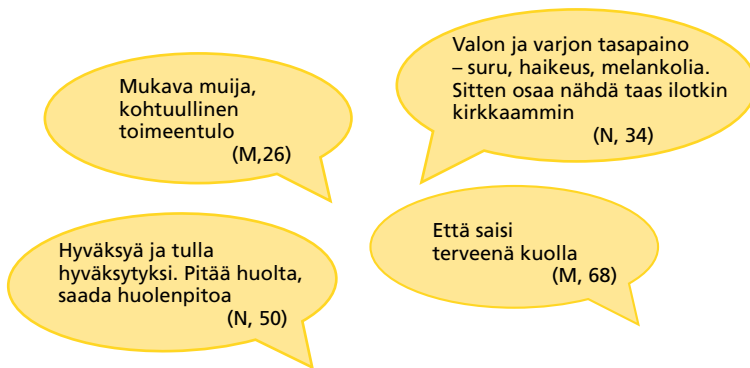 Mukava muija,
kohtuullinen
toimeentulo
(M,26)
Valon ja varjon tasapaino
– suru, haikeus, melankolia.
Sitten osaa nähdä taas ilotkin
kirkkaammin
(N, 34)
Hyväksyä ja tulla
hyväksytyksi. Pitää huolta,
saada huolenpitoa
(N, 50)
Että saisi
terveenä kuolla
(M, 68)